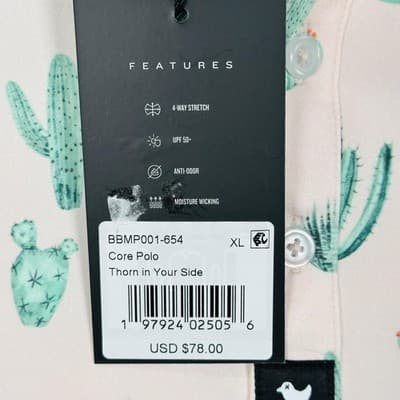 FEATURES
4-WAY STRETCH
UPF 50+
ANTI-ODOR
MOISTURE WICKING
BBMP001-654 XL
Core Polo
Thorn in Your Side
1 97924 02505 6
USD $78.00